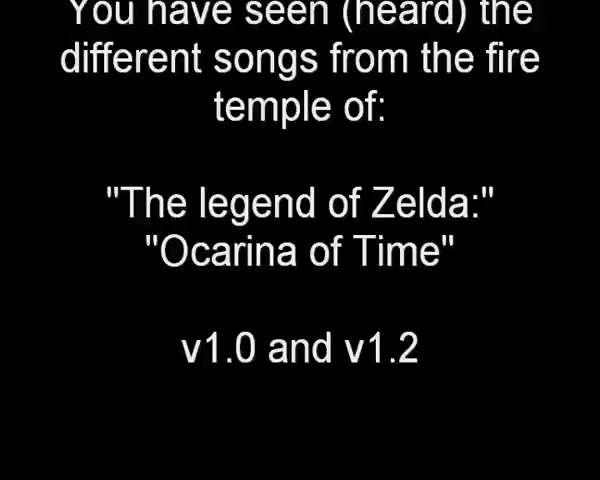 You have seen (heard) the
different songs from the fire
temple of:
"The legend of Zelda:"
"Ocarina of Time"
v1.0 and v1.2